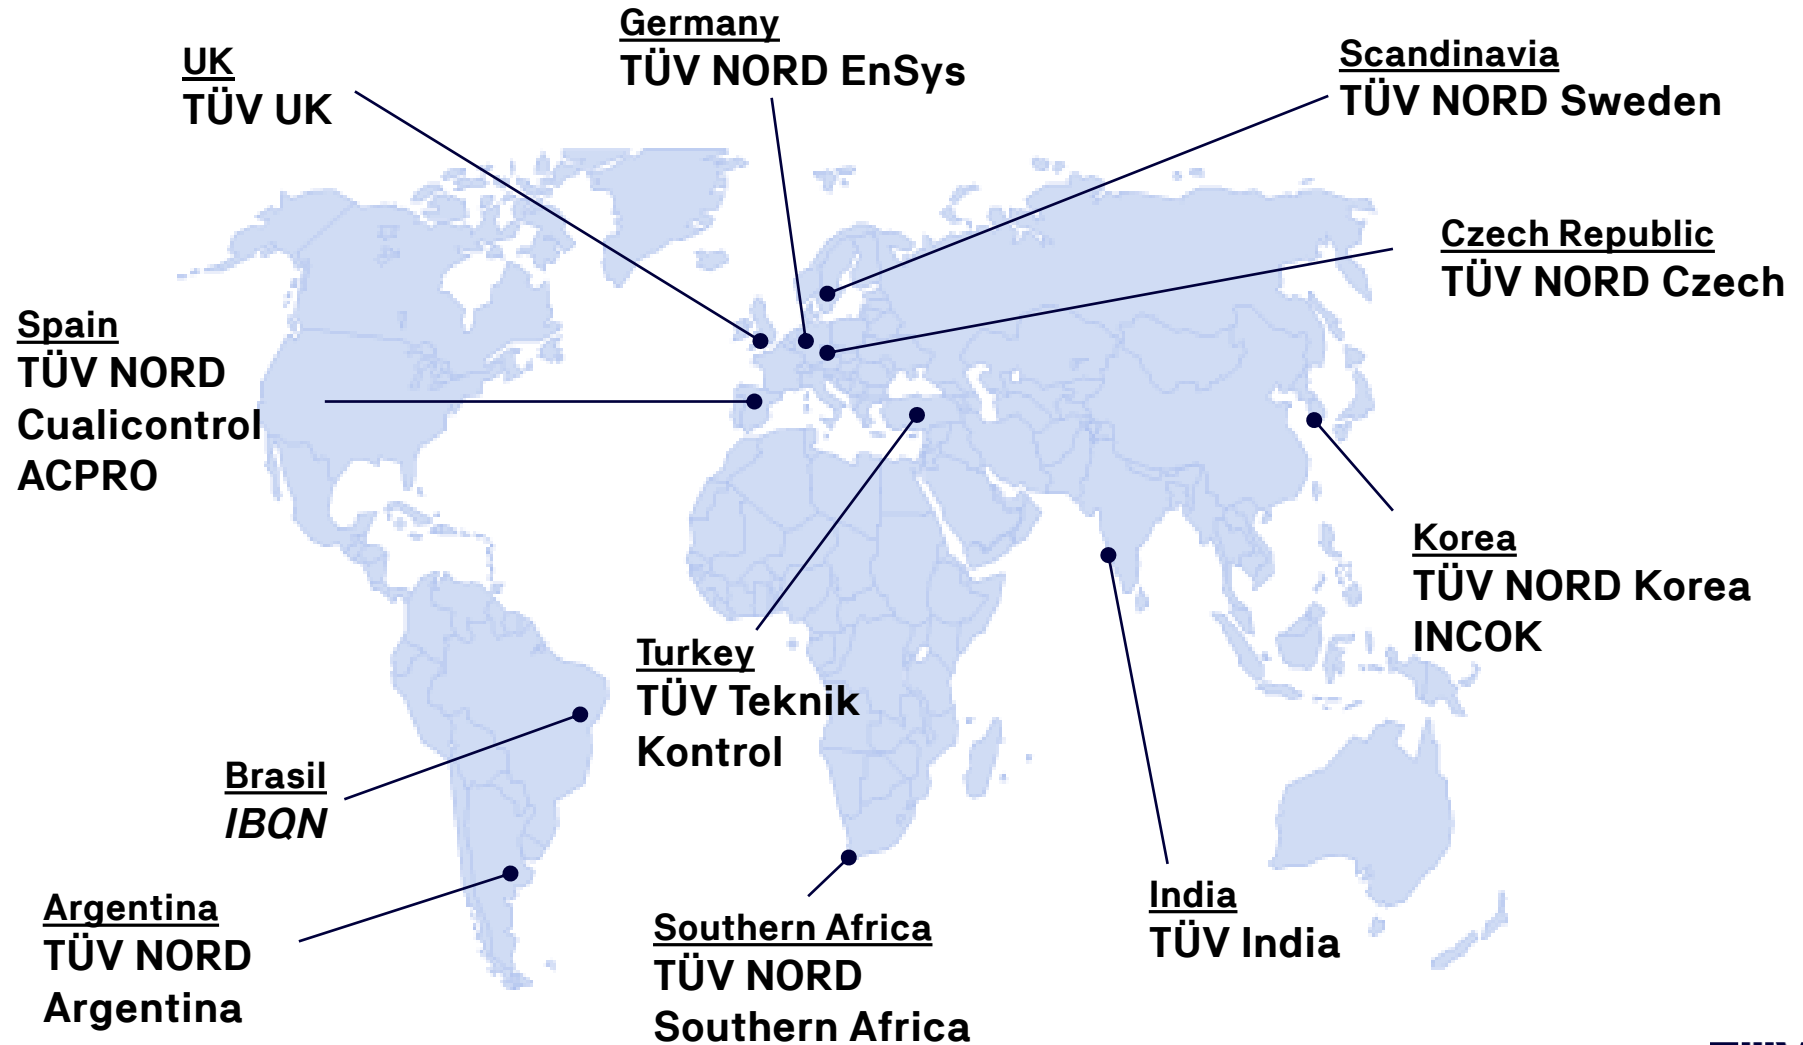 Germany
TÜV NORD EnSys
UK
TÜV UK
Scandinavia
TÜV NORD Sweden
Czech Republic
TÜV NORD Czech
Spain
TÜV NORD
Cualicontrol
ACPRO
Korea
TÜV NORD Korea
INCOK
Turkey
TÜV Teknik
Kontrol
Brasil
IBQN
Argentina
TÜV NORD
Argentina
Southern Africa
TÜV NORD
Southern Africa
India
TÜV India